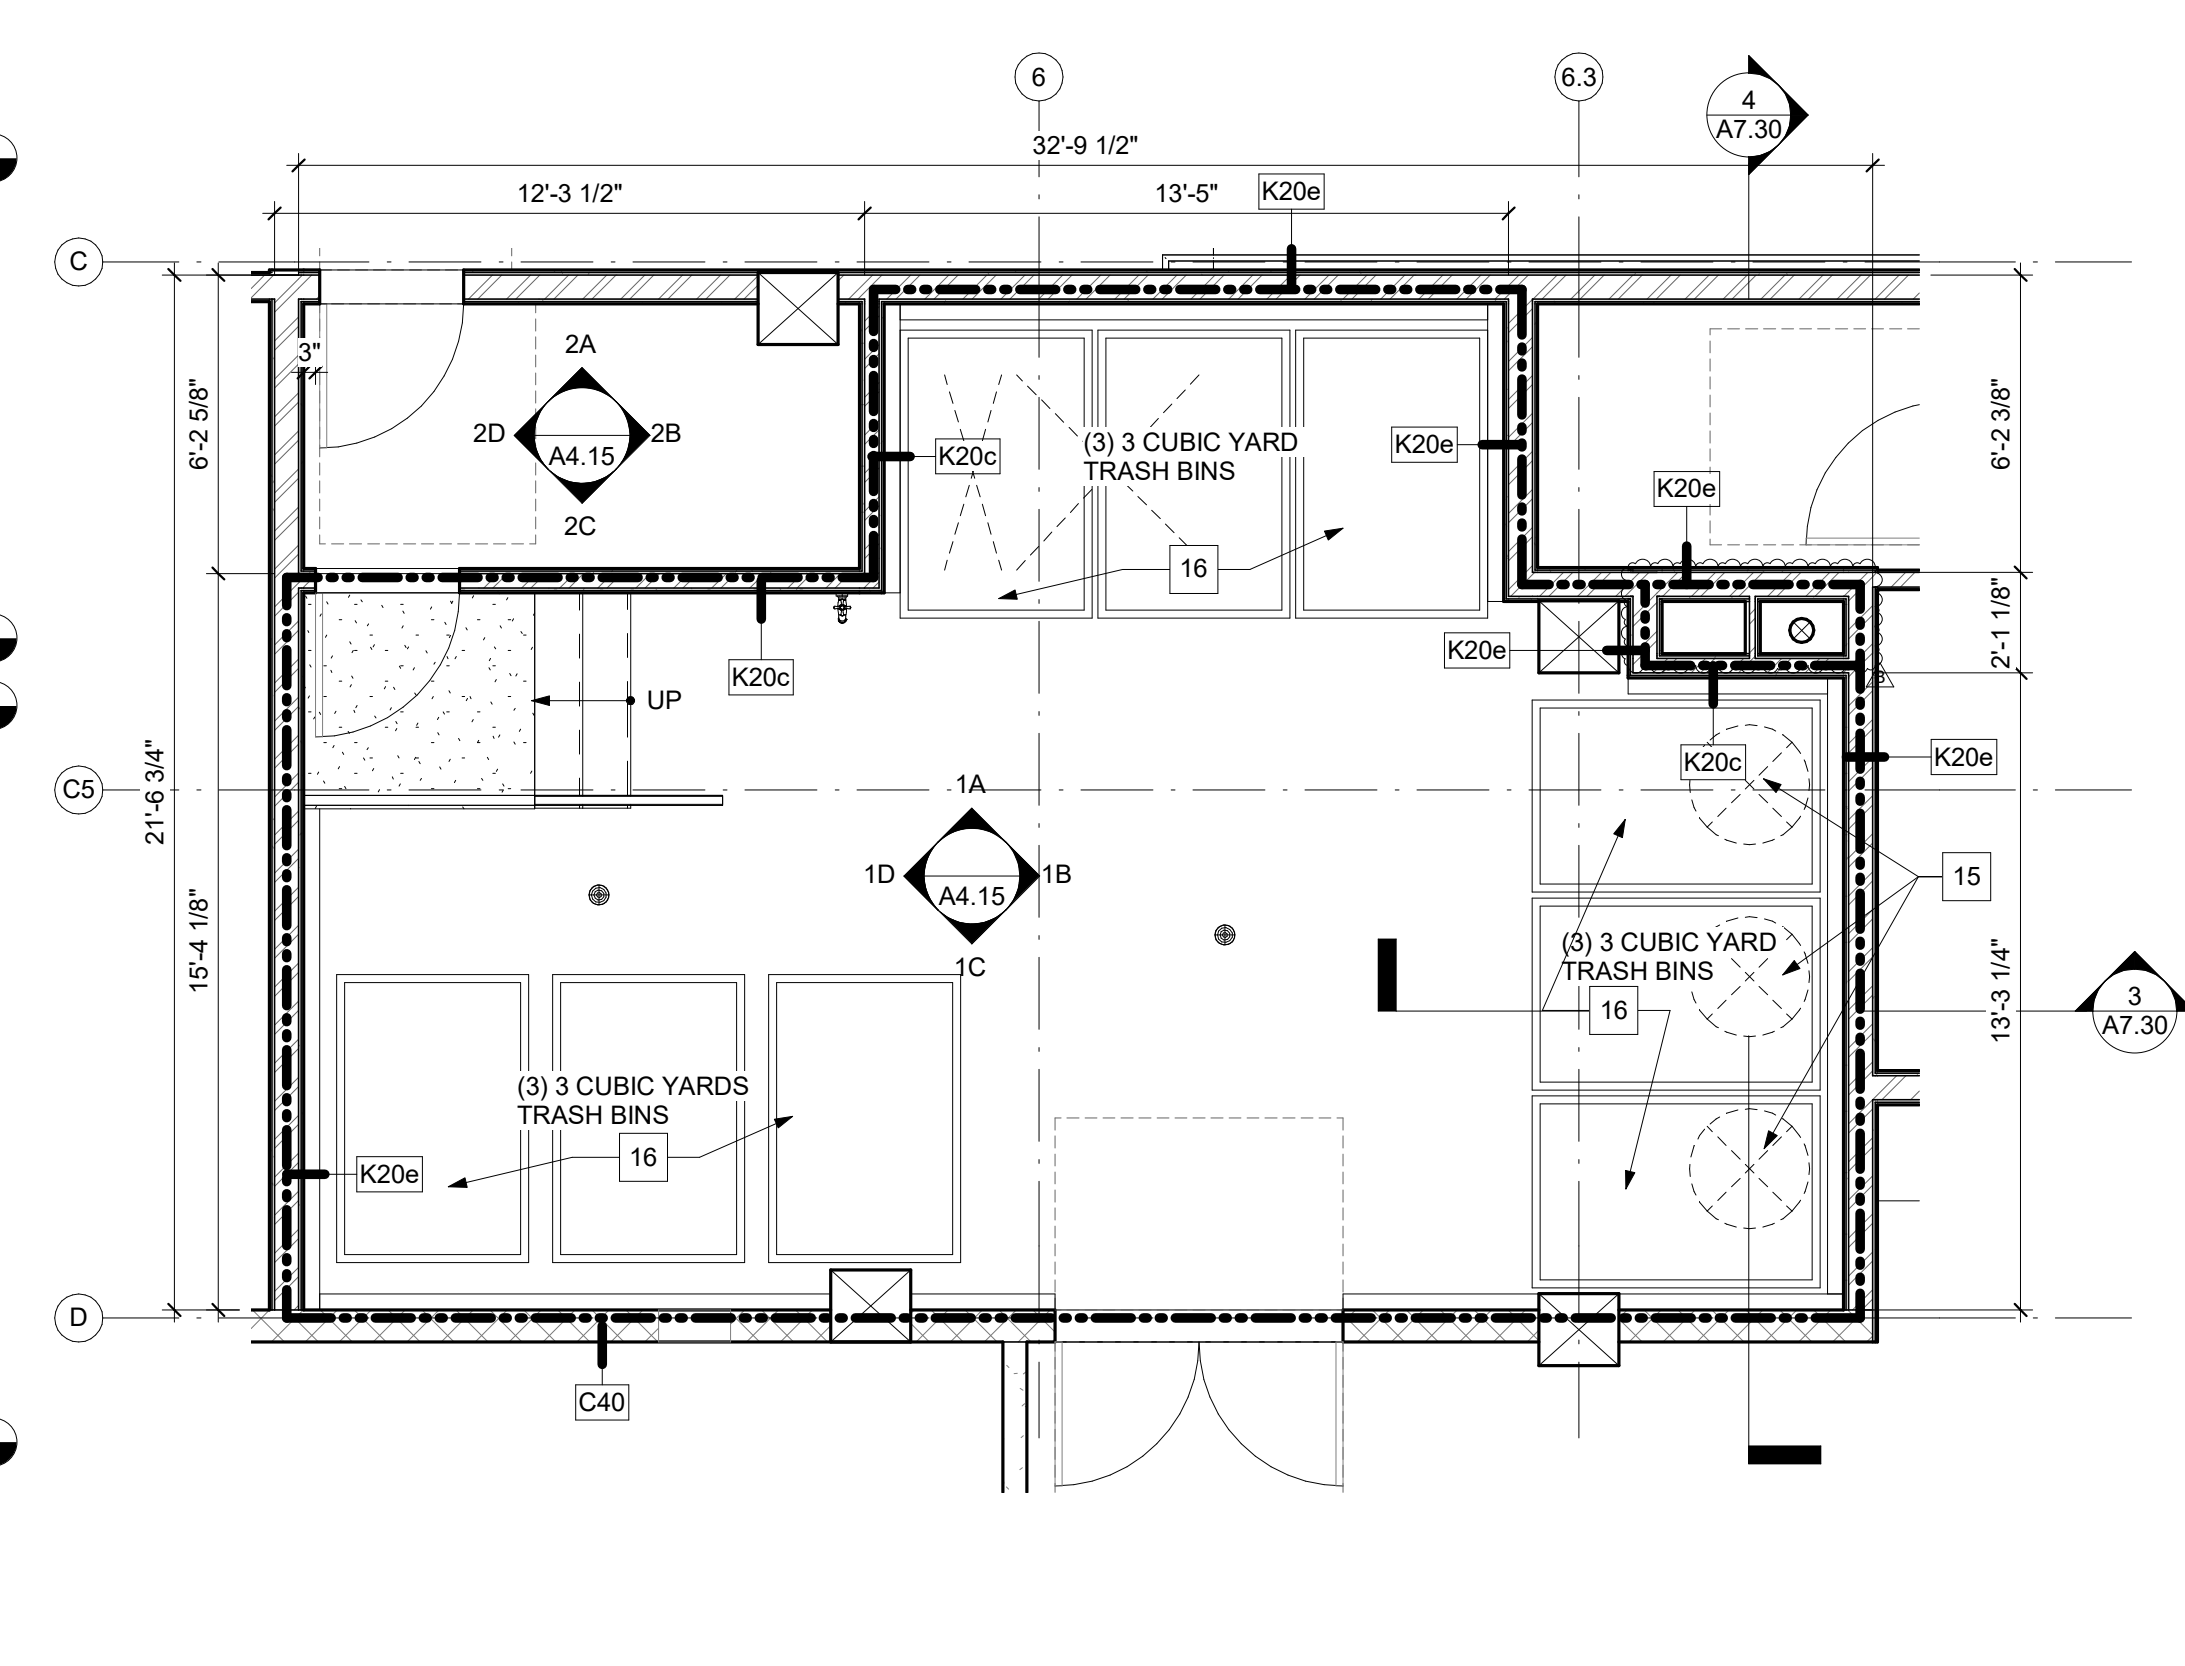 6
6.3
4
A7.30
32'-9 1/2"
12'-3 1/2"
13'-5"
K20e
C
3"
2A
2D
2B
A4.15
2C
6'-2 5/8"
K20c
(3) 3 CUBIC YARD
TRASH BINS
K20e
16
K20e
6'-2 3/8"
K20e
2'-1 1/8"
K20c
UP
K20c
K20e
C5
21'-6 3/4"
1A
1D
1B
A4.15
1C
15
15'-4 1/8"
(3) 3 CUBIC YARD
TRASH BINS
16
13'-3 1/4"
3
A7.30
(3) 3 CUBIC YARDS
TRASH BINS
16
K20e
D
C40